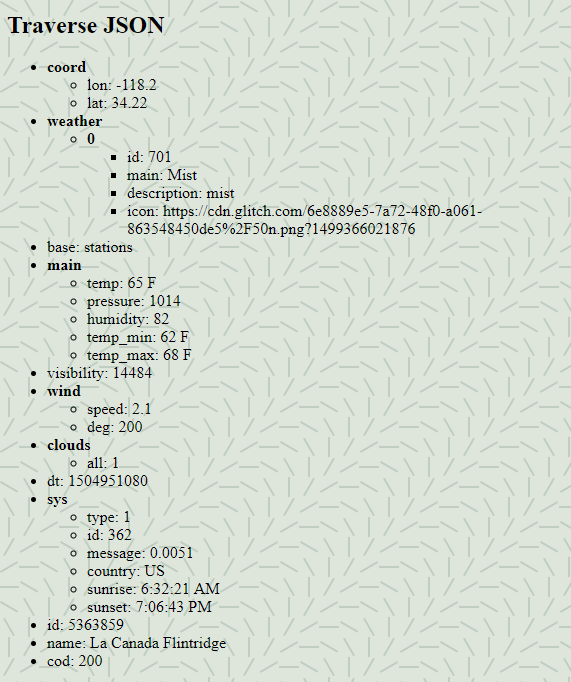 Traverse JSON
coord
lon: -118.2
lat: 34.22
weather
0
id: 701
main: Mist
description: mist
icon: https://cdn.glitch.com/6e8889e5-7a72-48f0-a061-
863548450de5%2F50n.png?1499366021876
base: stations
main
temp: 65 F
pressure: 1014
humidity: 82
temp_min: 62 F
temp_max: 68 F
visibility: 14484
wind
speed: 2.1
deg: 200
clouds
all: 1
dt: 1504951080
sys
type: 1
id: 362
message: 0.0051
country: US
sunrise: 6:32:21 AM
sunset: 7:06:43 PM
id: 5363859
name: La Canada Flintridge
cod: 200